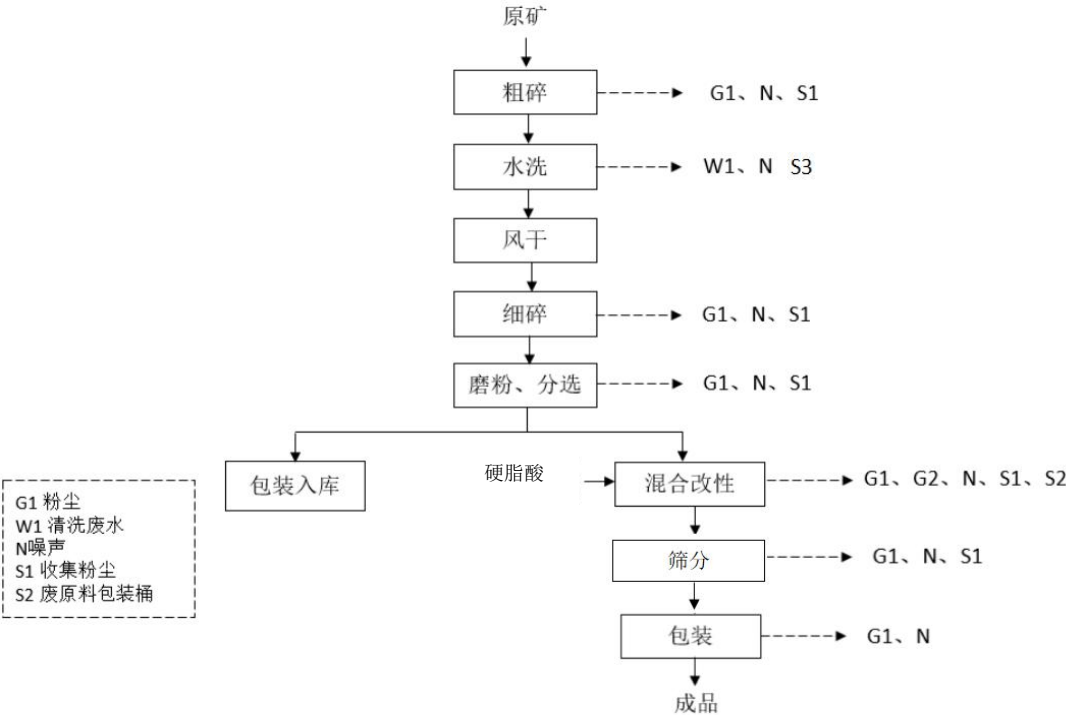 原矿
粗碎
G1、N、S1
水洗
W1、N S3
风干
细碎
G1、N、S1
磨粉、分选
G1、N、S1
包装入库
硬脂酸
混合改性
G1、G2、N、S1、S2
筛分
G1、N、S1
包装
G1、N
成品
G1 粉尘
W1 清洗废水
N噪声
S1 收集粉尘
S2 废原料包装桶